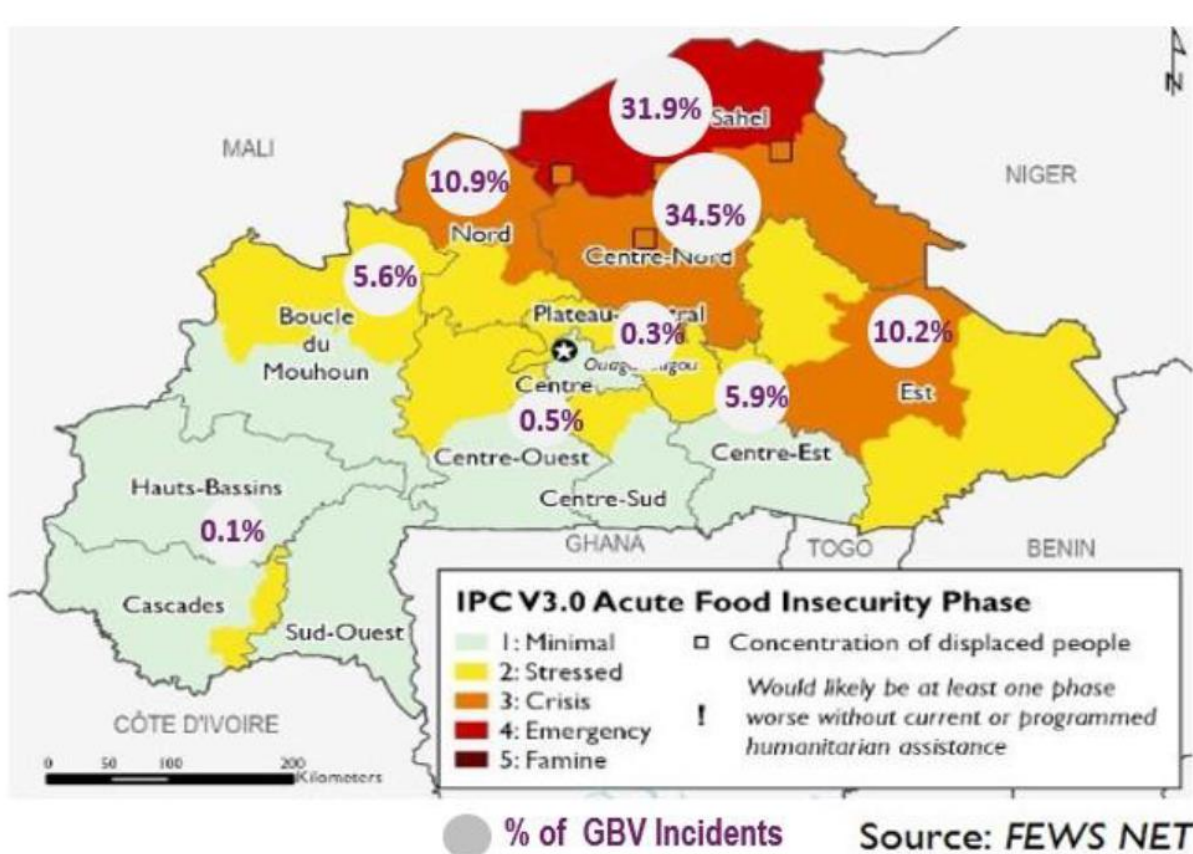 N
31.9%
Sahel
MALI
NIGER
10.9%
34.5%
Nord
Centre-Nord
5.6%
Boucle
du
Mouhoun
0.3%
10.2%
Centre
Est
5.9%
0.5%
Centre-Ouest
Centre-Est
Hauts-Bassins
Centre-Sud
0.1%
GHANA
TOGO
BENIN
Cascades
Sud-Ouest
CÔTE D'IVOIRE
0 50 100 200
Kilometers
IPC V3.0 Acute Food Insecurity Phase
1: Minimal
2: Stressed
3: Crisis
4: Emergency
5: Famine
Concentration of displaced people
! Would likely be at least one phase
worse without current or programmed
humanitarian assistance
% of GBV Incidents
Source: FEWS NET